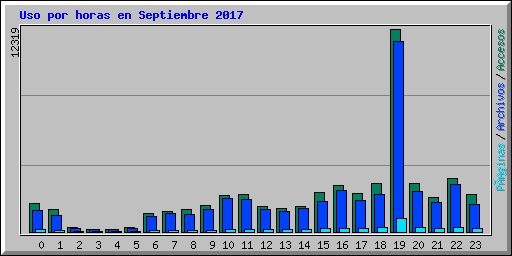 Uso por horas en Septiembre 2017
12319
Páginas / Archivos / Accesos
0 1 2 3 4 5 6 7 8 9 10 11 12 13 14 15 16 17 18 19 20 21 22 23